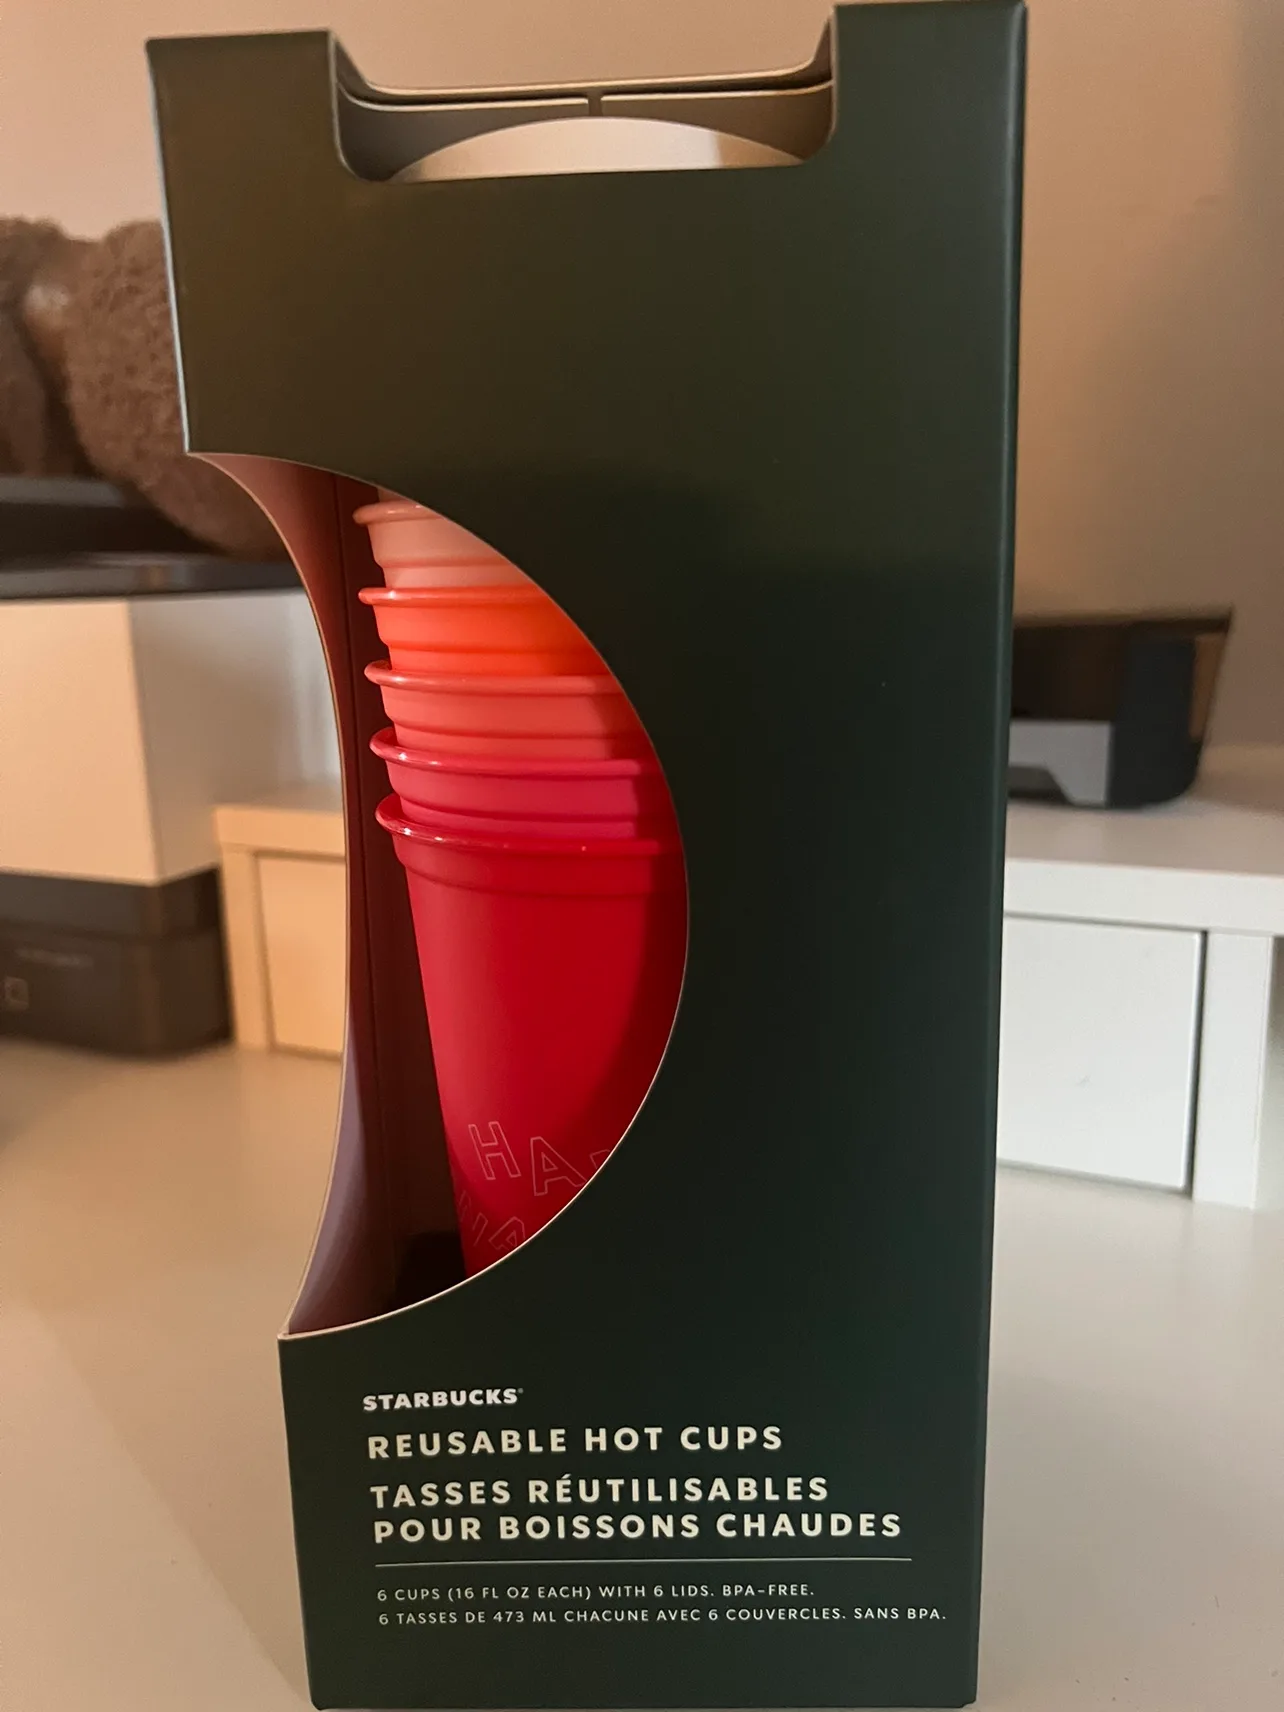 HA
STARBUCKS®
REUSABLE HOT CUPS
TASSES RÉUTILISABLES
POUR BOISSONS CHAUDES
6 CUPS (16 FL OZ EACH) WITH 6 LIDS. BPA-FREE.
6 TASSES DE 473 ML CHACUNE AVEC 6 COUVERCLES. SANS BPA.